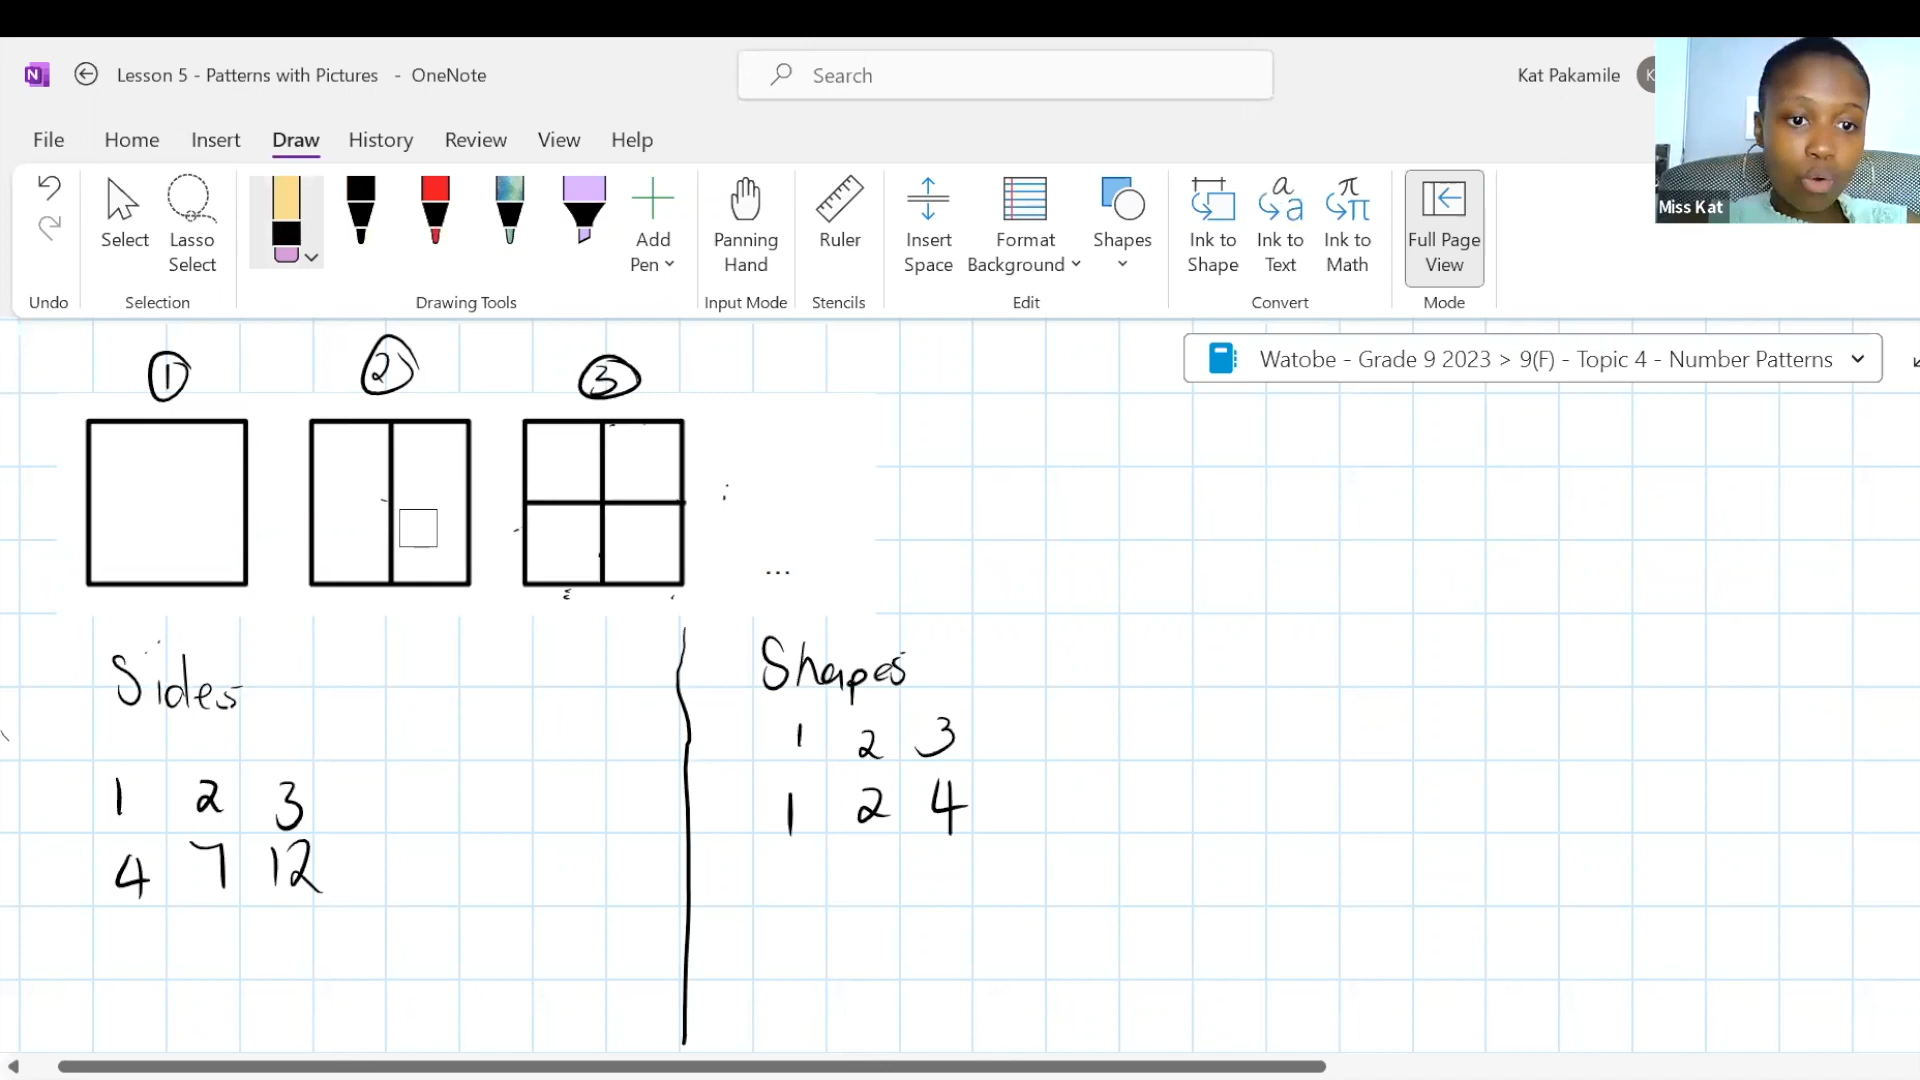 Lesson 5 - Patterns with Pictures - OneNote
Search
Kat Pakamile
K
File Home Insert Draw History Review View Help
Select
Lasso Select
Add Pen
Panning Hand
Ruler
Insert Space
Format Background
Shapes
Ink to Shape
Ink to Text
Ink to Math
Full Page View
Miss Kat
Undo Selection Drawing Tools Input Mode Stencils Edit Convert Mode
Watobe - Grade 9 2023 > 9(F) - Topic 4 - Number Patterns
1 2 3
...
Sides
1 2 3
4 7 12
Shapes
1 2 3
1 2 4